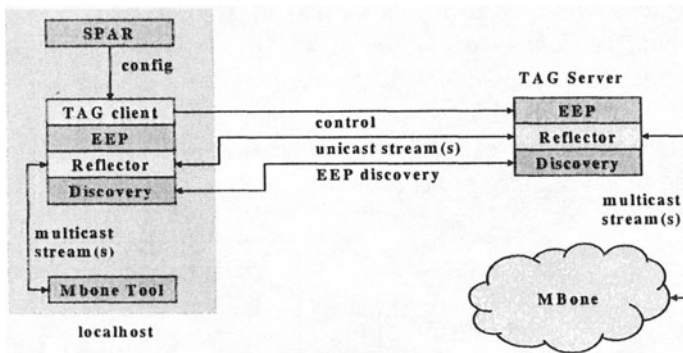 SPAR
config
TAG Server
TAG client
EEP
control
EEP
Reflector
unicast stream(s)
Reflector
Discovery
EEP discovery
Discovery
multicast
stream(s)
multicast
stream(s)
Mbone Tool
MBone
localhost